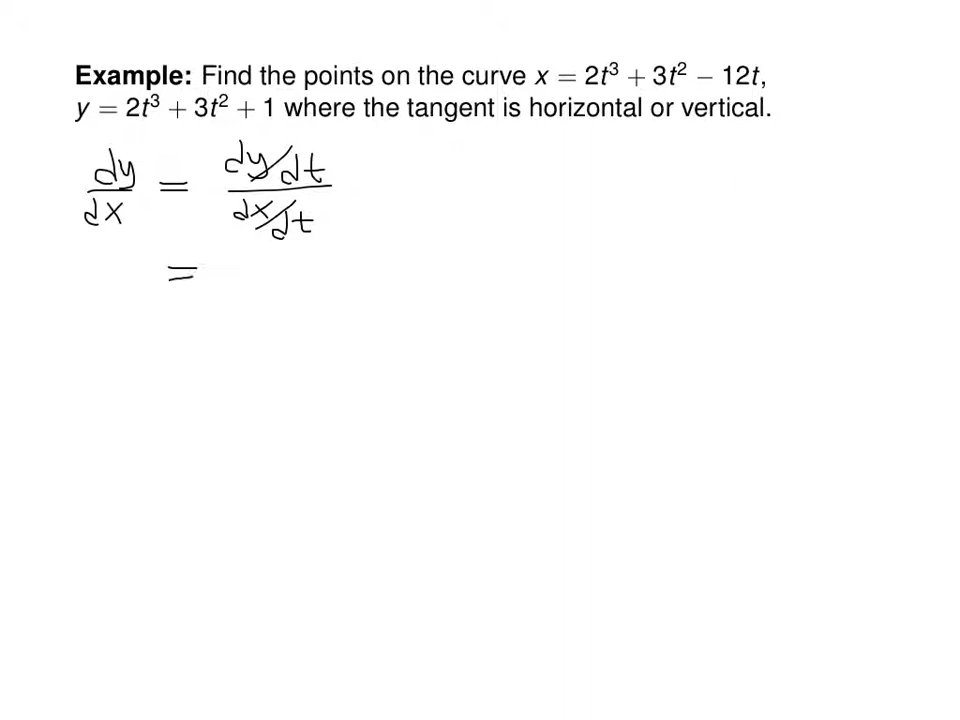 Example: Find the points on the curve x = 2t³ + 3t² − 12t,
y = 2t³ + 3t² + 1 where the tangent is horizontal or vertical.
dy/dx = (dy/dt)/(dx/dt)
=